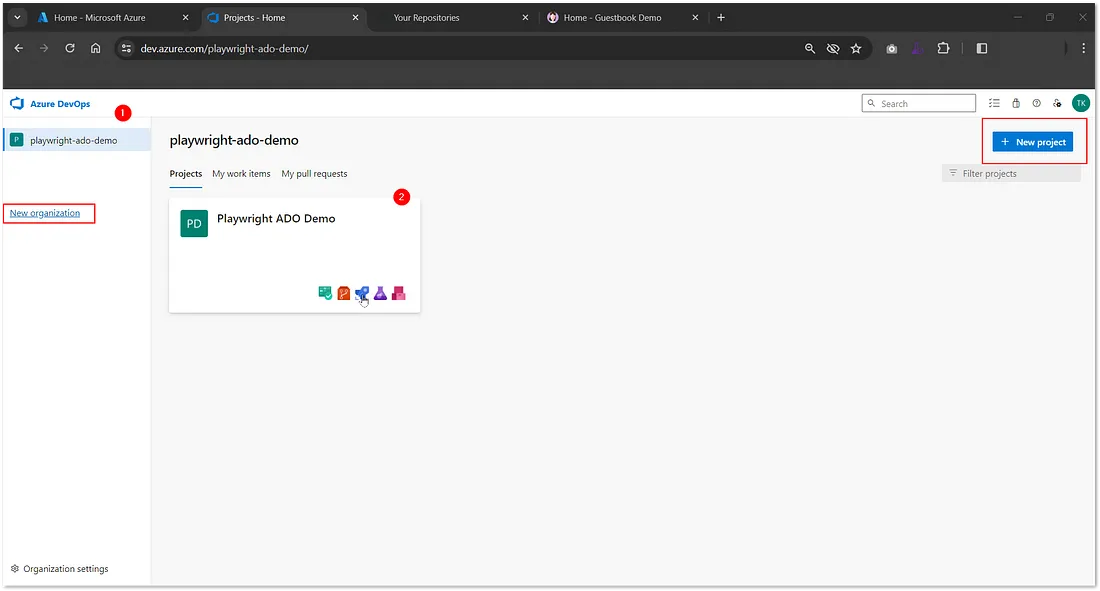 Home - Microsoft Azure
Projects - Home
Your Repositories
Home - Guestbook Demo
dev.azure.com/playwright-ado-demo/
Azure DevOps
1
Search
TK
P
playwright-ado-demo
playwright-ado-demo
New project
Projects
My work items
My pull requests
Filter projects
2
New organization
PD
Playwright ADO Demo
Organization settings